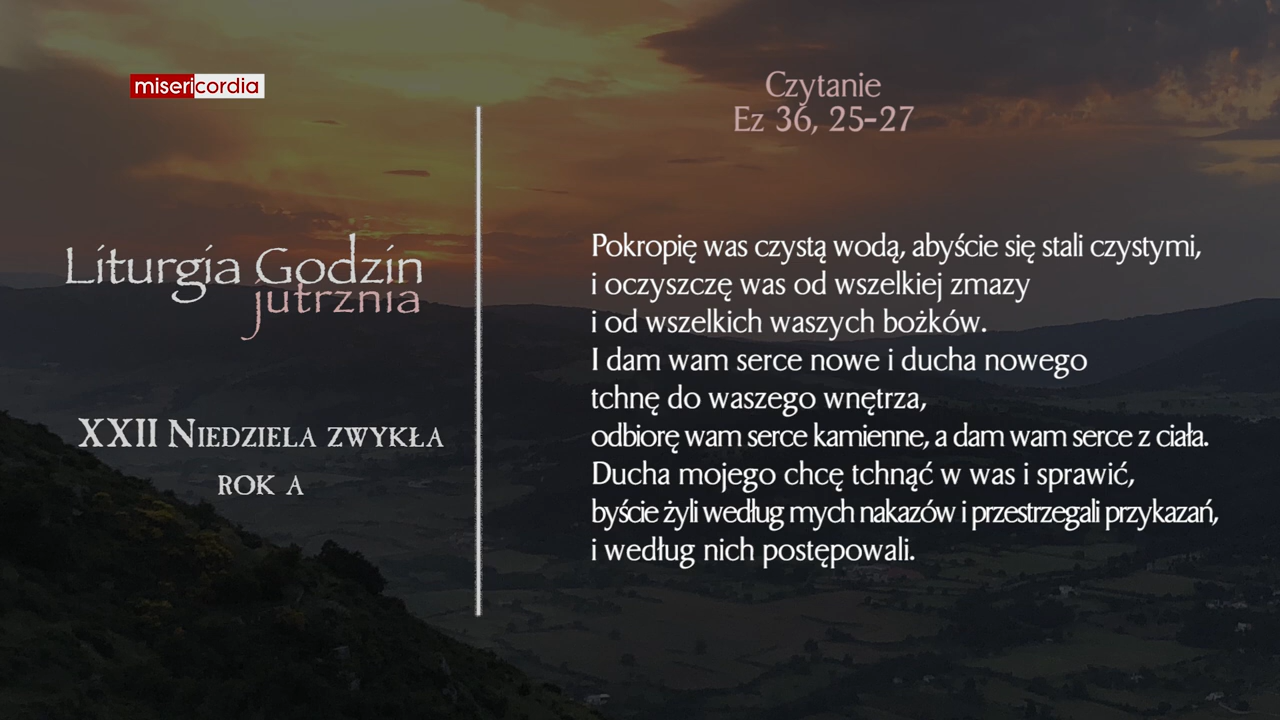 misericordia
Liturgia Godzin
jutrznia
XXII Niedziela zwykła
rok A
Czytanie
Ez 36, 25-27
Pokropię was czystą wodą, abyście się stali czystymi,
i oczyszczę was od wszelkiej zmazy
i od wszelkich waszych bożków.
I dam wam serce nowe i ducha nowego
tchnę do waszego wnętrza,
odbiorę wam serce kamienne, a dam wam serce z ciała.
Ducha mojego chcę tchnąć w was i sprawić,
byście żyli według mych nakazów i przestrzegali przykazań,
i według nich postępowali.